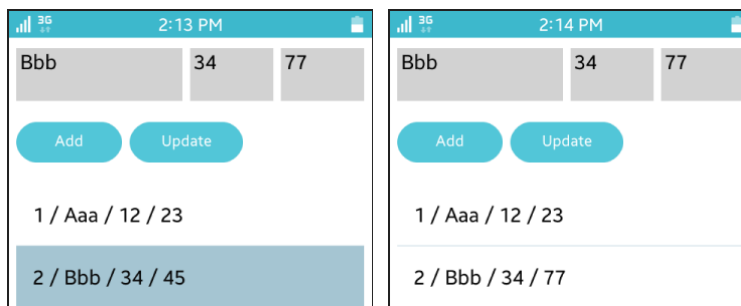 3G 2:13 PM
Bbb 34 77
Add Update
1 / Aaa / 12 / 23
2 / Bbb / 34 / 45
3G 2:14 PM
Bbb 34 77
Add Update
1 / Aaa / 12 / 23
2 / Bbb / 34 / 77